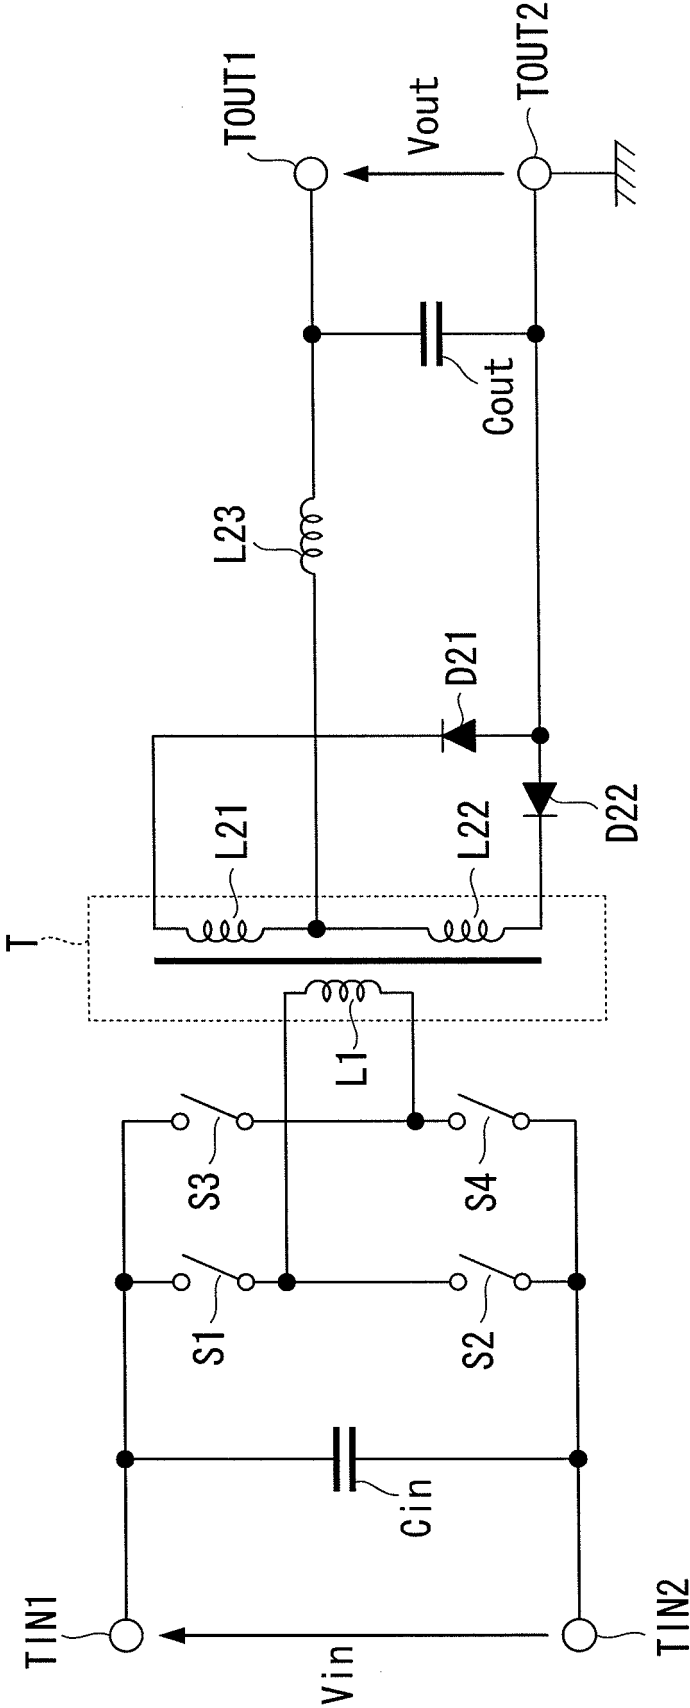 T
TOUT1
L21
L23
TIN1
S1
S3
Vin
Cin
L1
Vout
Cout
D21
L22
S2
S4
D22
TIN2
TOUT2